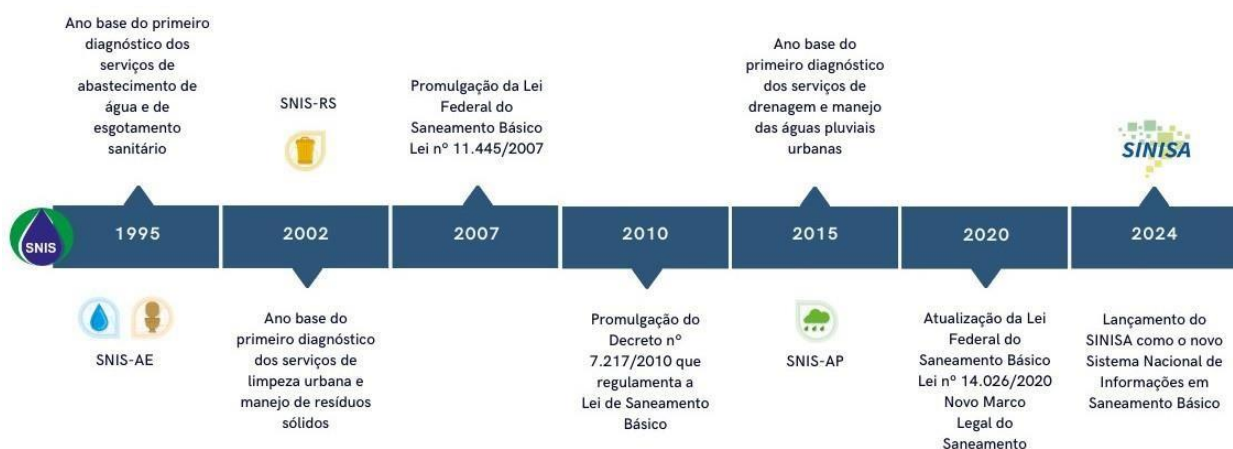 Ano base do primeiro
diagnóstico dos
serviços de
abastecimento de
água e de
esgotamento
sanitário
SNIS-RS
Promulgação da Lei
Federal do
Saneamento Básico
Lei nº 11.445/2007
Ano base do
primeiro diagnóstico
dos serviços de
drenagem e manejo
das águas pluviais
urbanas
SINISA
SNIS
1995
2002
2007
2010
2015
2020
2024
SNIS-AE
Ano base do
primeiro diagnóstico
dos serviços de
limpeza urbana e
manejo de resíduos
sólidos
Promulgação do
Decreto nº
7.217/2010 que
regulamenta a
Lei de Saneamento
Básico
SNIS-AP
Atualização da Lei
Federal do
Saneamento Básico
Lei nº 14.026/2020
Novo Marco
Legal do
Saneamento
Lançamento do
SINISA como o novo
Sistema Nacional de
Informações em
Saneamento Básico